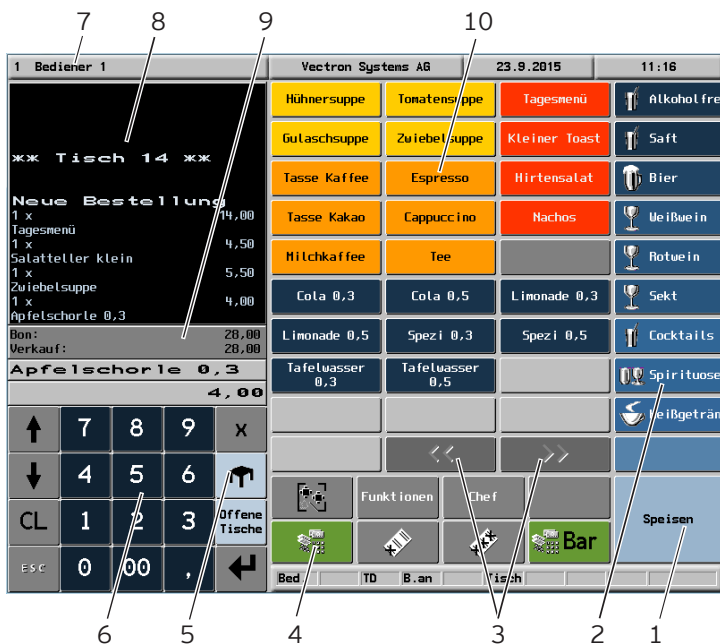 7 8 9 10
1 Bediener 1 Vectron Systems AG 23.9.2015 11:16
** Tisch 14 **
Neue Bestellung
1 x 14,00
Tagesmenü
1 x 4,50
Salatteller klein
1 x 5,50
Zwiebelsuppe
1 x 4,00
Apfelschorle 0,3
Bon: 28,00
Verkauf: 28,00
Apfelschorle 0,3
4,00
7 8 9 x
4 5 6
CL 1 2 3 Offene Tische
ESC 0 00 ,
Hühnersuppe Tomatensuppe Tagesmenü Alkoholfre
Gulaschsuppe Zwiebelsuppe Kleiner Toast Saft
Tasse Kaffee Espresso Hirtensalat Bier
Tasse Kakao Cappuccino Nachos Weißwein
Milchkaffee Tee Rotwein
Cola 0,3 Cola 0,5 Limonade 0,3 Sekt
Limonade 0,5 Spezi 0,3 Spezi 0,5 Cocktails
Tafelwasser 0,3 Tafelwasser 0,5 Spirituose
Heißgeträn
<< >>
Funktionen Chef
Speisen
Bar
Bed TD B.an Tisch
6 5 4 3 2 1